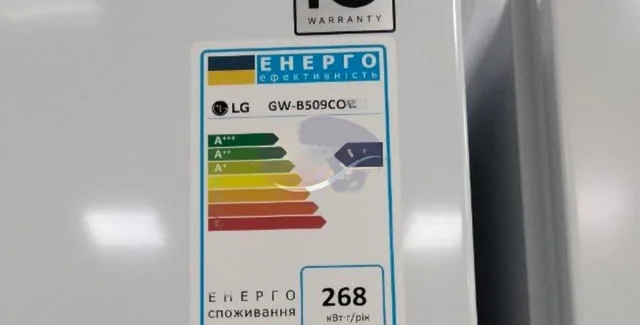 WARRANTY
ЕНЕРГО
ефективність
LG GW-B509CO
A+++
A++
A+
ЕНЕРГО
споживання
268
кВт·г/рік